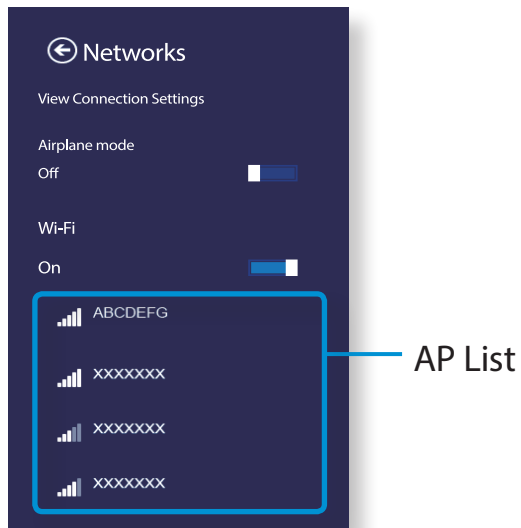 Networks
View Connection Settings
Airplane mode
Off
Wi-Fi
On
ABCDEFG
XXXXXXX
XXXXXXX
XXXXXXX
AP List